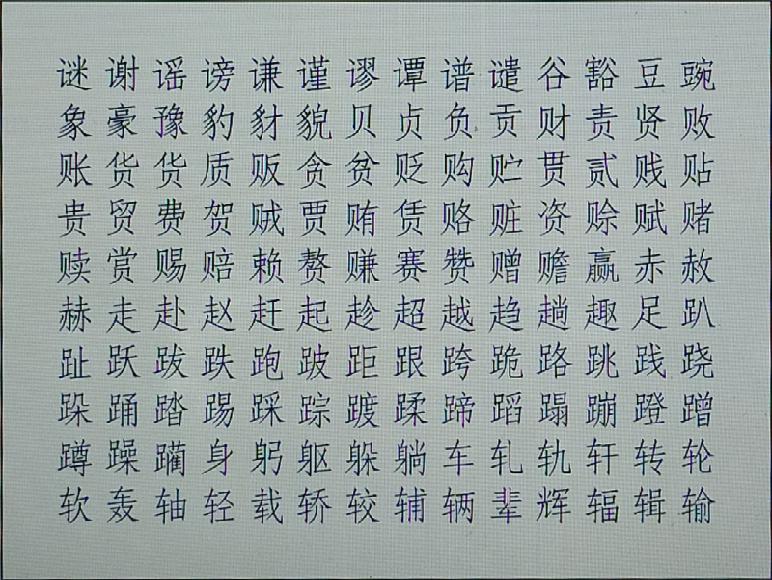 谜谢谣谤谦谨谬谭谱谴谷豁豆豌
象豪豫豹豺貌贝贞负贡财责贤败
账货货质贩贪贫贬购贮贯贰贱贴
贵贸费贺贼贾贿赁赂赃资赊赋赌
赎赏赐赔赖赘赚赛赞赠赡赢赤赦
赫走赴赵赶起趁超越趋趟趣足趴
趾跃跋跌跑跛距跟跨跪路跳践跷
跺踊踏踢踩踪踱蹂蹄蹈蹋蹦蹬蹭
蹲躁躏身躬躯躲躺车轧轨轩转轮
软轰轴轻载轿较辅辆辈辉辐辑输